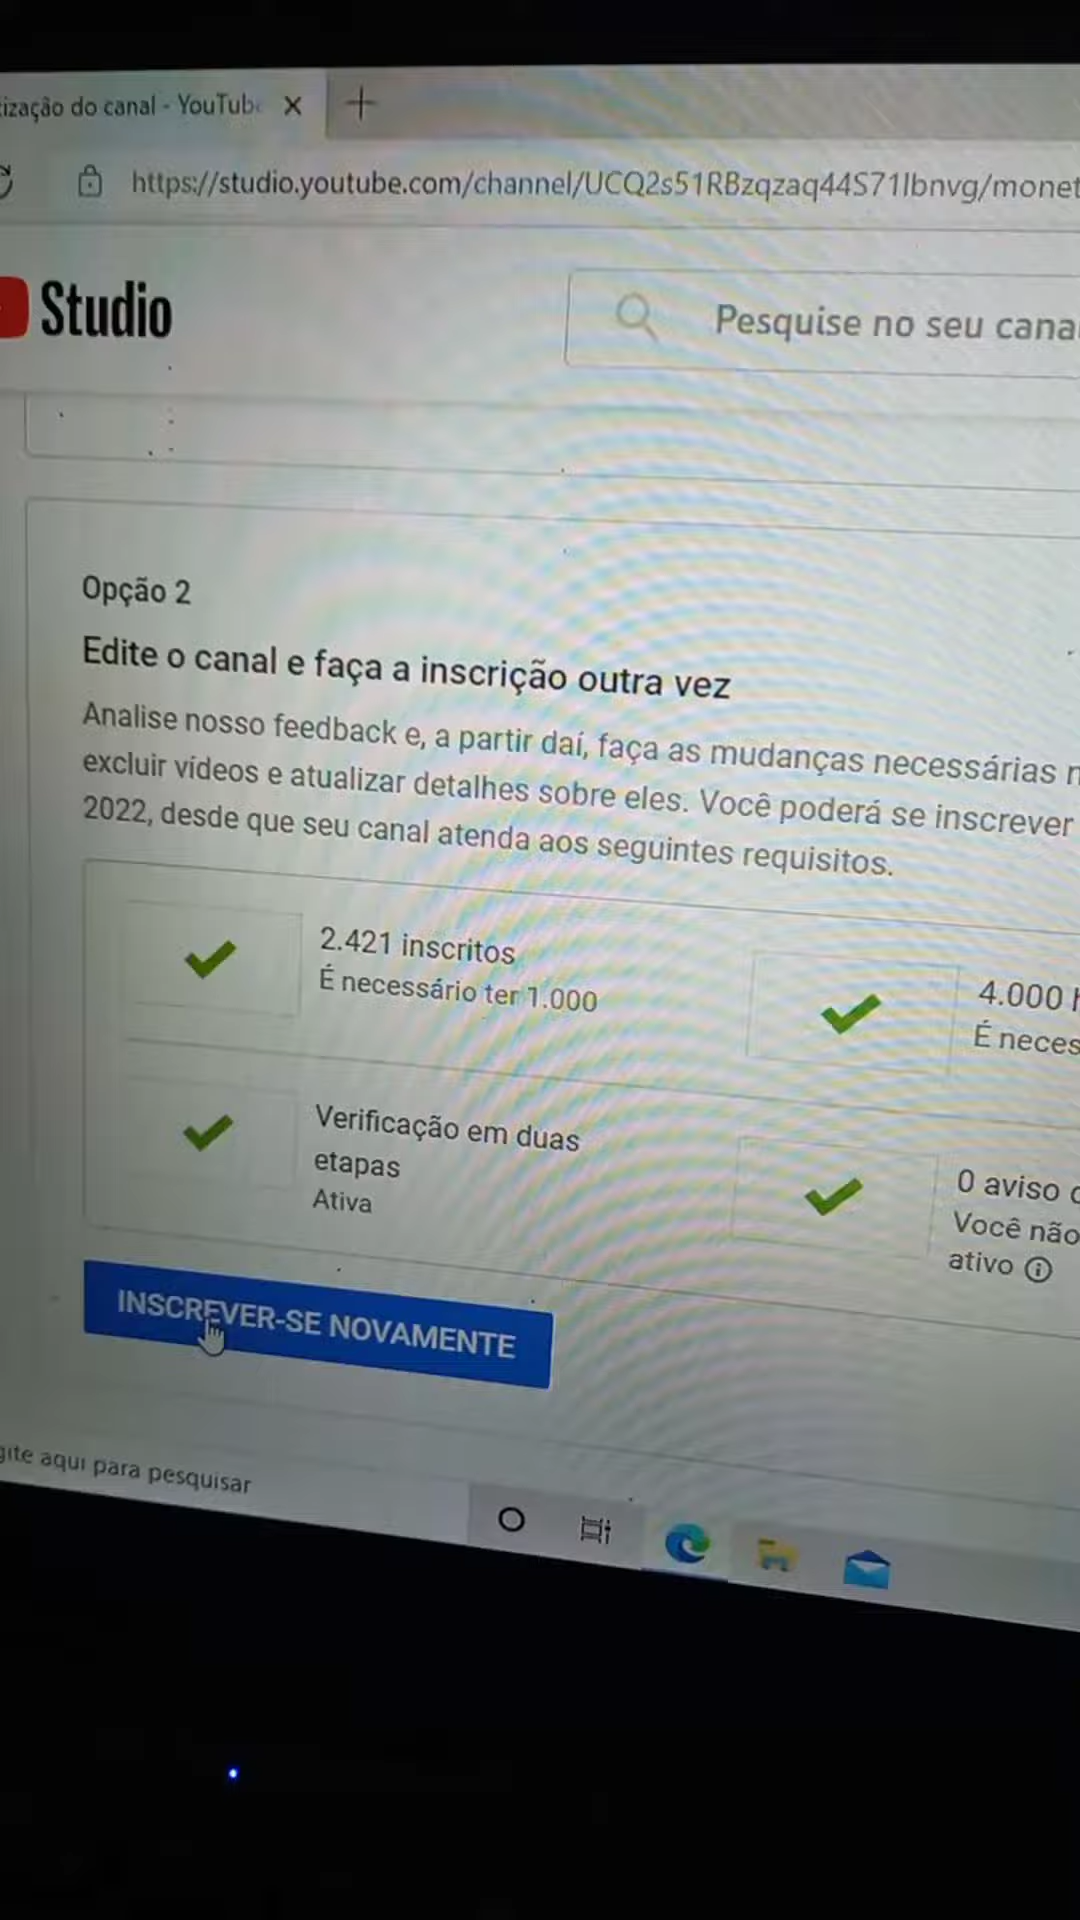 ização do canal - YouTube
https://studio.youtube.com/channel/UCQ2s51RBzqzaq44S71lbnvg/monet
Studio
Pesquise no seu cana
Opção 2
Edite o canal e faça a inscrição outra vez
Analise nosso feedback e, a partir daí, faça as mudanças necessárias n
excluir vídeos e atualizar detalhes sobre eles. Você poderá se inscrever
2022, desde que seu canal atenda aos seguintes requisitos.
2.421 inscritos
É necessário ter 1.000
4.000 h
É neces
Verificação em duas
etapas
Ativa
0 aviso
Você não
ativo
INSCREVER-SE NOVAMENTE
gite aqui para pesquisar